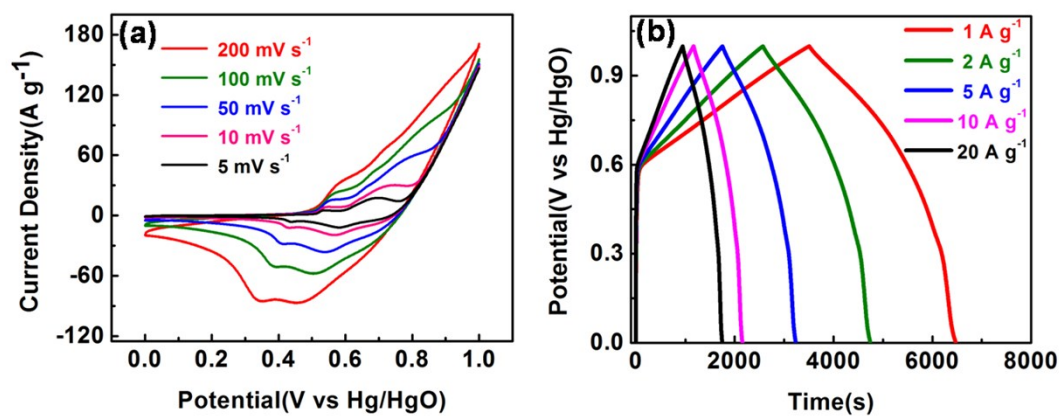 (a)
200 mV s⁻¹
100 mV s⁻¹
50 mV s⁻¹
10 mV s⁻¹
5 mV s⁻¹
180
120
60
0
-60
-120
Current Density(A g⁻¹)
0.0 0.2 0.4 0.6 0.8 1.0
Potential(V vs Hg/HgO)
(b)
1 A g⁻¹
2 A g⁻¹
5 A g⁻¹
10 A g⁻¹
20 A g⁻¹
0.9
0.6
0.3
0.0
Potential(V vs Hg/HgO)
0 2000 4000 6000 8000
Time(s)